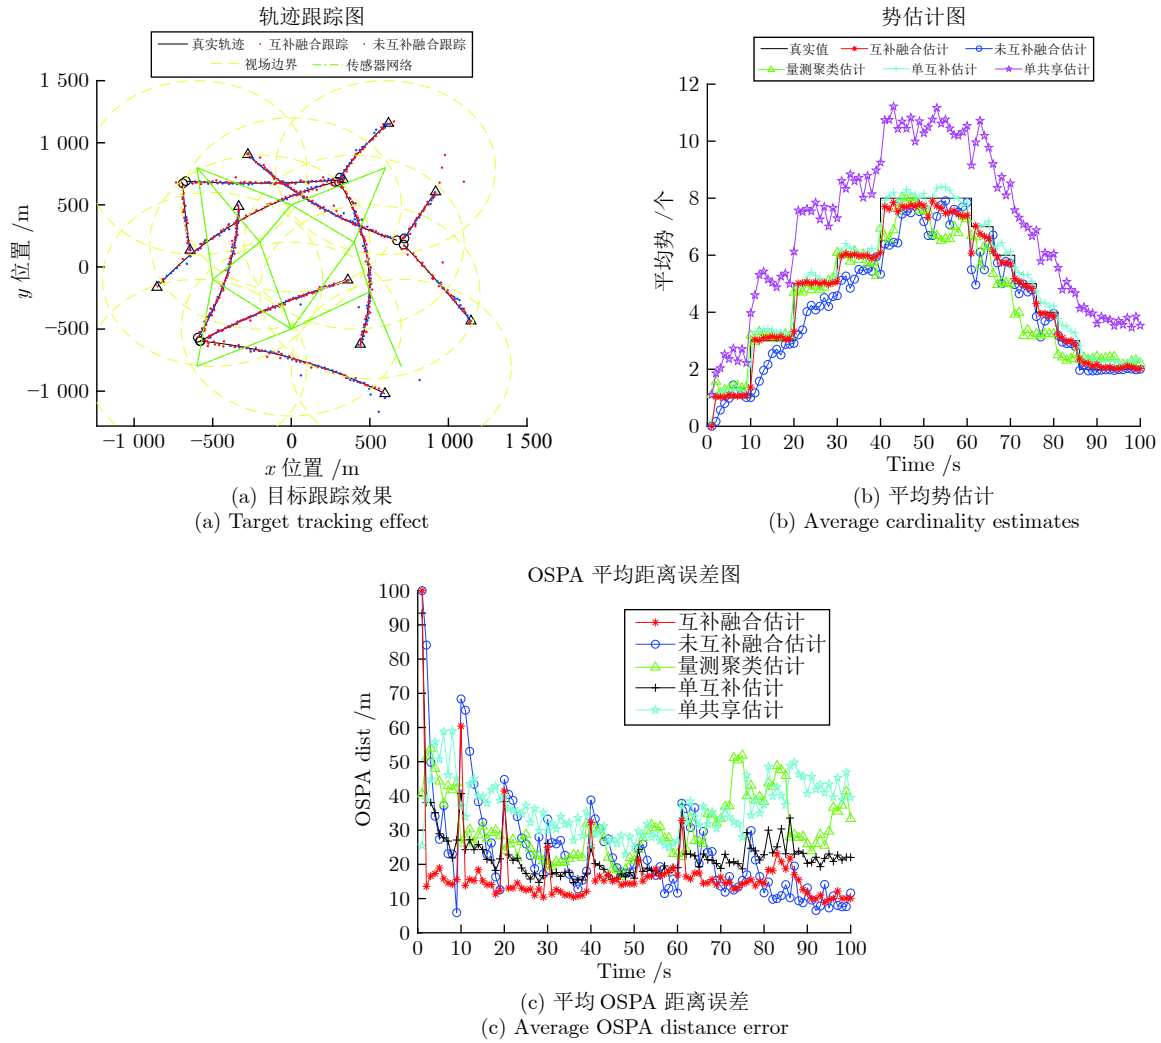 轨迹跟踪图
真实轨迹 互补融合跟踪 未互补融合跟踪
视场边界 传感器网络
1 500
1 000
500
0
−500
−1 000
y 位置 /m
−1 000 −500 0 500 1 000 1 500
x 位置 /m
(a) 目标跟踪效果
(a) Target tracking effect
势估计图
真实值 互补融合估计 未互补融合估计
量测聚类估计 单互补估计 单共享估计
12
10
8
6
4
2
0
平均势 /个
0 10 20 30 40 50 60 70 80 90 100
Time /s
(b) 平均势估计
(b) Average cardinality estimates
OSPA 平均距离误差图
互补融合估计
未互补融合估计
量测聚类估计
单互补估计
单共享估计
100
90
80
70
60
50
40
30
20
10
0
OSPA dist /m
0 10 20 30 40 50 60 70 80 90 100
Time /s
(c) 平均 OSPA 距离误差
(c) Average OSPA distance error